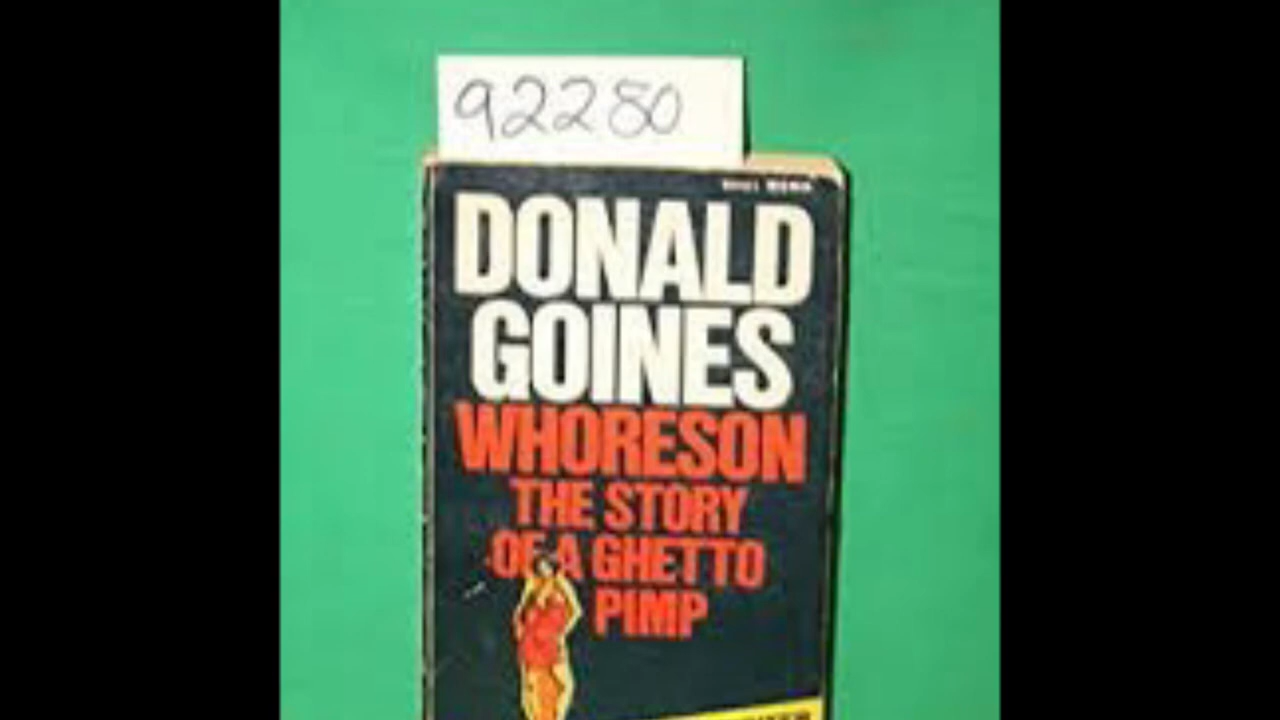 92280
DONALD
GOINES
WHORESON
THE STORY
OF A GHETTO
PIMP